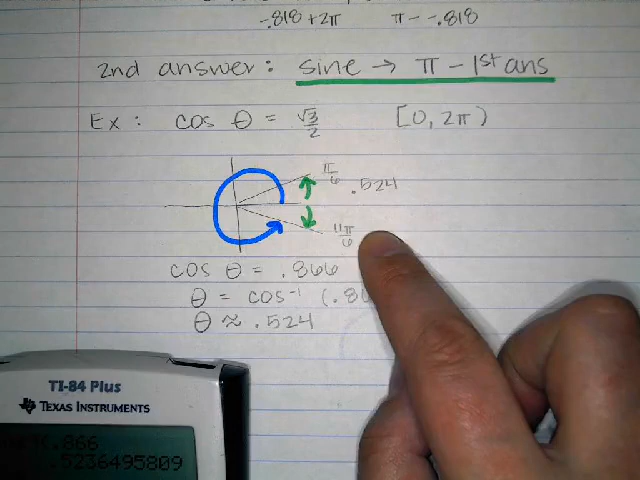 -.818 + 2π π - -.818
2nd answer: sine → π - 1st ans
Ex: cos θ = √3/2 [0, 2π)
π/6 .524
11π/6
cos θ = .866
θ = cos⁻¹ (.86
θ ≈ .524
TI-84 Plus
TEXAS INSTRUMENTS
.866
.5236495809